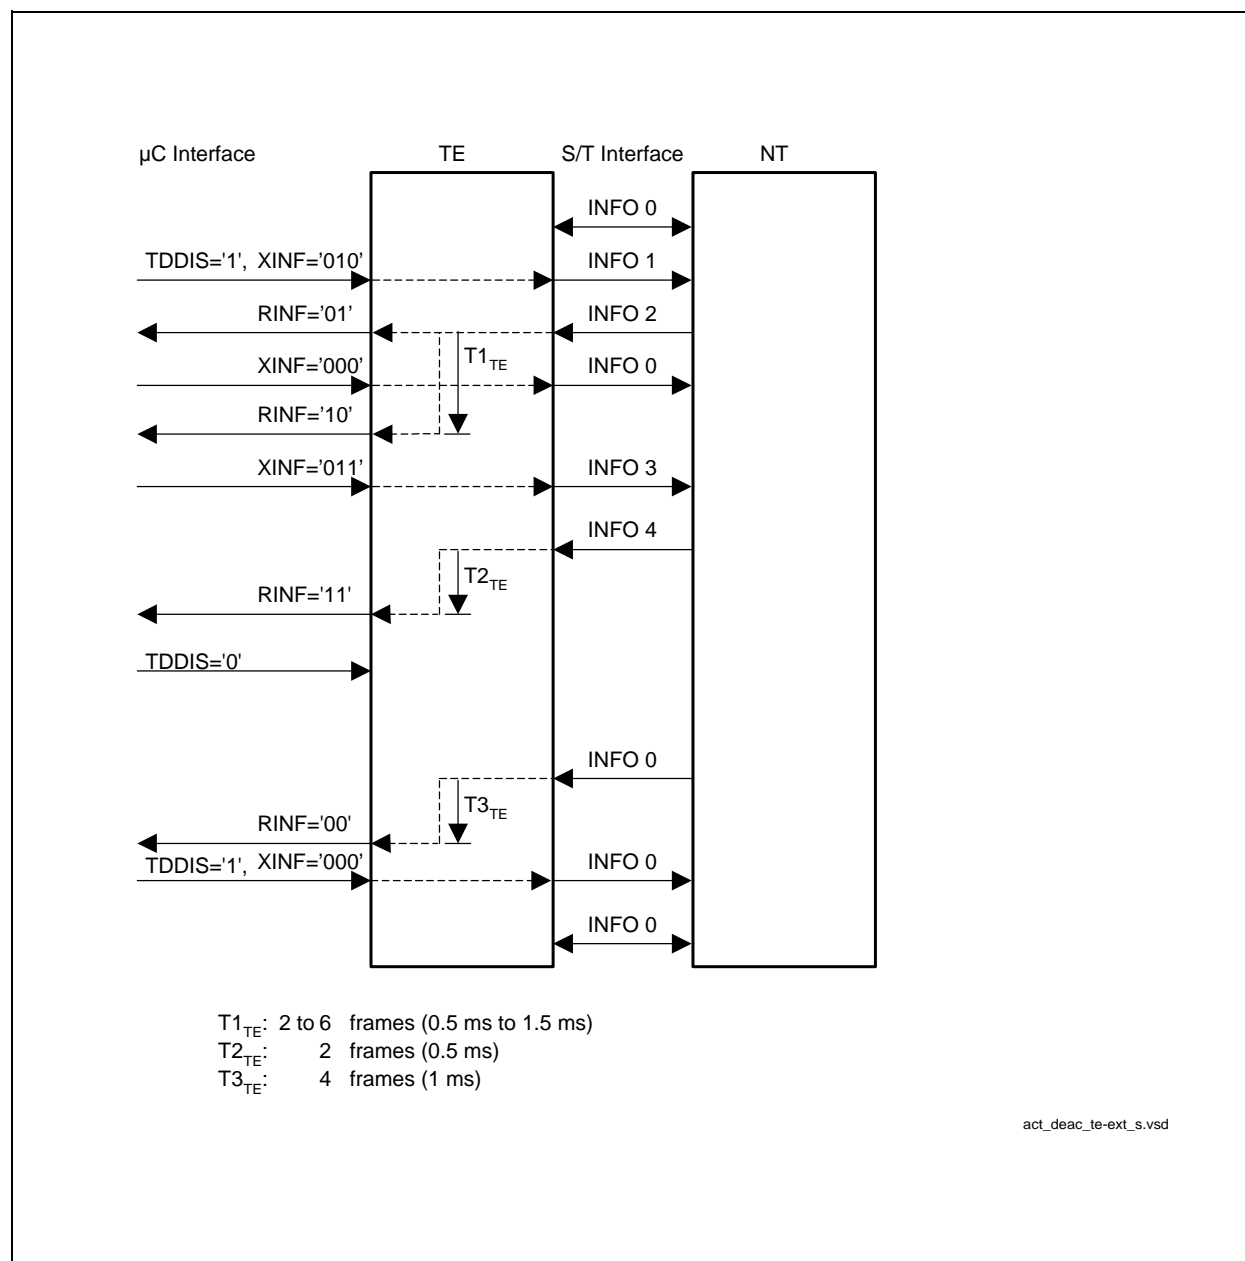 µC Interface TE S/T Interface NT
INFO 0
TDDIS='1', XINF='010' INFO 1
RINF='01' INFO 2
T1TE
XINF='000' INFO 0
RINF='10'
XINF='011' INFO 3
INFO 4
T2TE
RINF='11'
TDDIS='0'
INFO 0
T3TE
RINF='00'
TDDIS='1', XINF='000' INFO 0
INFO 0
T1TE: 2 to 6 frames (0.5 ms to 1.5 ms)
T2TE: 2 frames (0.5 ms)
T3TE: 4 frames (1 ms)
act_deac_te-ext_s.vsd